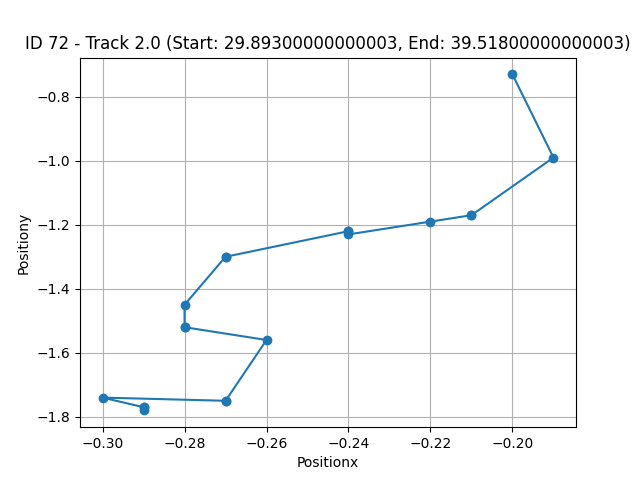 ID 72 - Track 2.0 (Start: 29.89300000000003, End: 39.51800000000003)
−0.8
−1.0
−1.2
−1.4
−1.6
−1.8
Positiony
−0.30 −0.28 −0.26 −0.24 −0.22 −0.20
Positionx